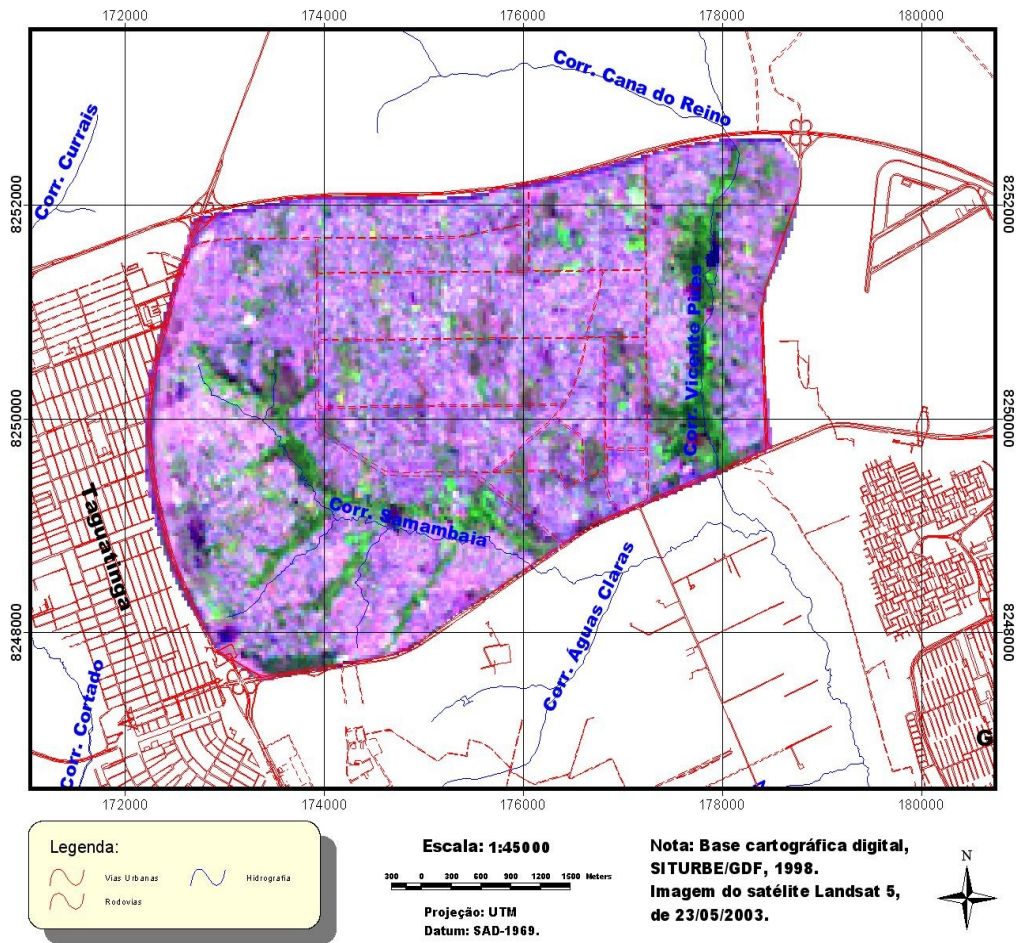 172000 174000 176000 178000 180000
Corr. Cana do Reino
Corr. Currais
8252000 8252000
Corr. Vicente Pires
8250000 8250000
Taguatinga
Corr. Samambaia
Corr. Águas Claras
8248000 8248000
Corr. Cortado
G
172000 174000 176000 178000 180000
Legenda:
Vias Urbanas
Hidrografia
Rodovias
Escala: 1:45000
300 0 300 600 900 1200 1500 Meters
Projeção: UTM
Datum: SAD-1969.
Nota: Base cartográfica digital,
SITURBE/GDF, 1998.
Imagem do satélite Landsat 5,
de 23/05/2003.
N